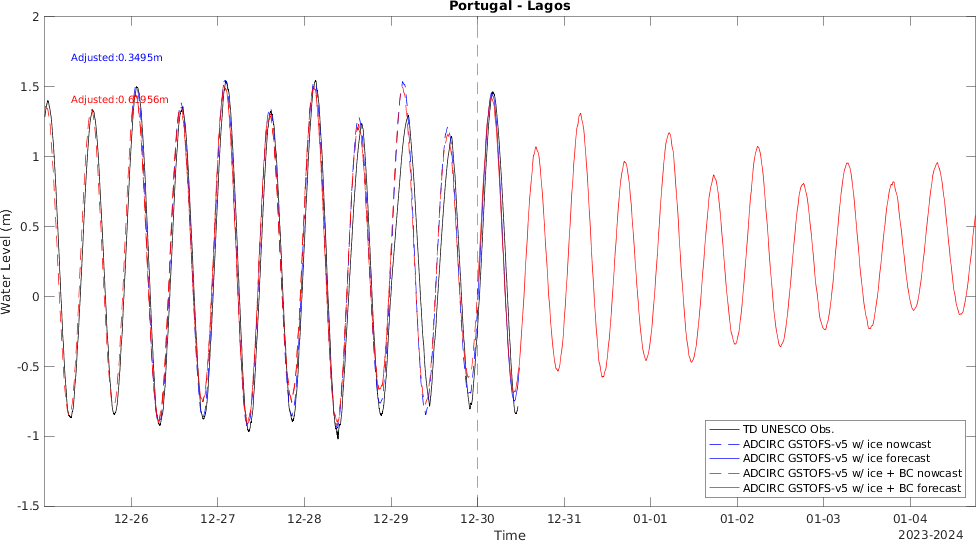 Portugal - Lagos
2
Adjusted:0.3495m
1.5
Adjusted:0.61956m
1
0.5
Water Level (m)
0
-0.5
-1
-1.5
TD UNESCO Obs.
ADCIRC GSTOFS-v5 w/ ice nowcast
ADCIRC GSTOFS-v5 w/ ice forecast
ADCIRC GSTOFS-v5 w/ ice + BC nowcast
ADCIRC GSTOFS-v5 w/ ice + BC forecast
12-26 12-27 12-28 12-29 12-30 12-31 01-01 01-02 01-03 01-04
Time
2023-2024